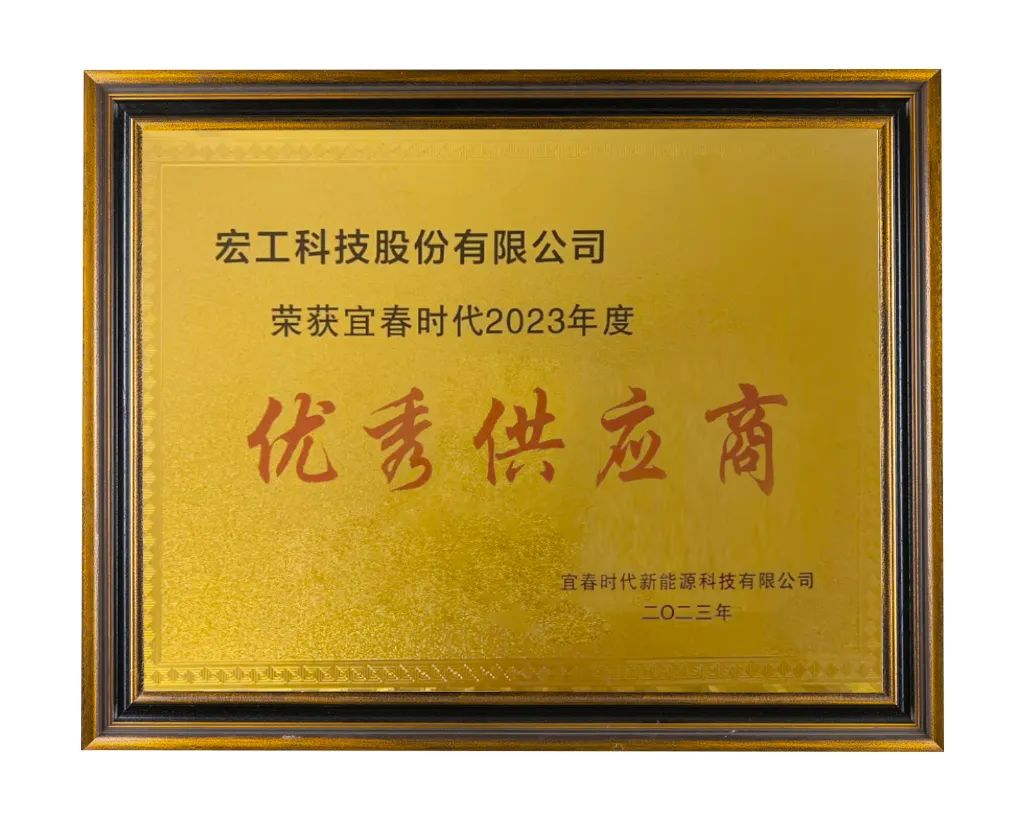 宏工科技股份有限公司
荣获宜春时代2023年度
优秀供应商
宜春时代新能源科技有限公司
二〇二三年